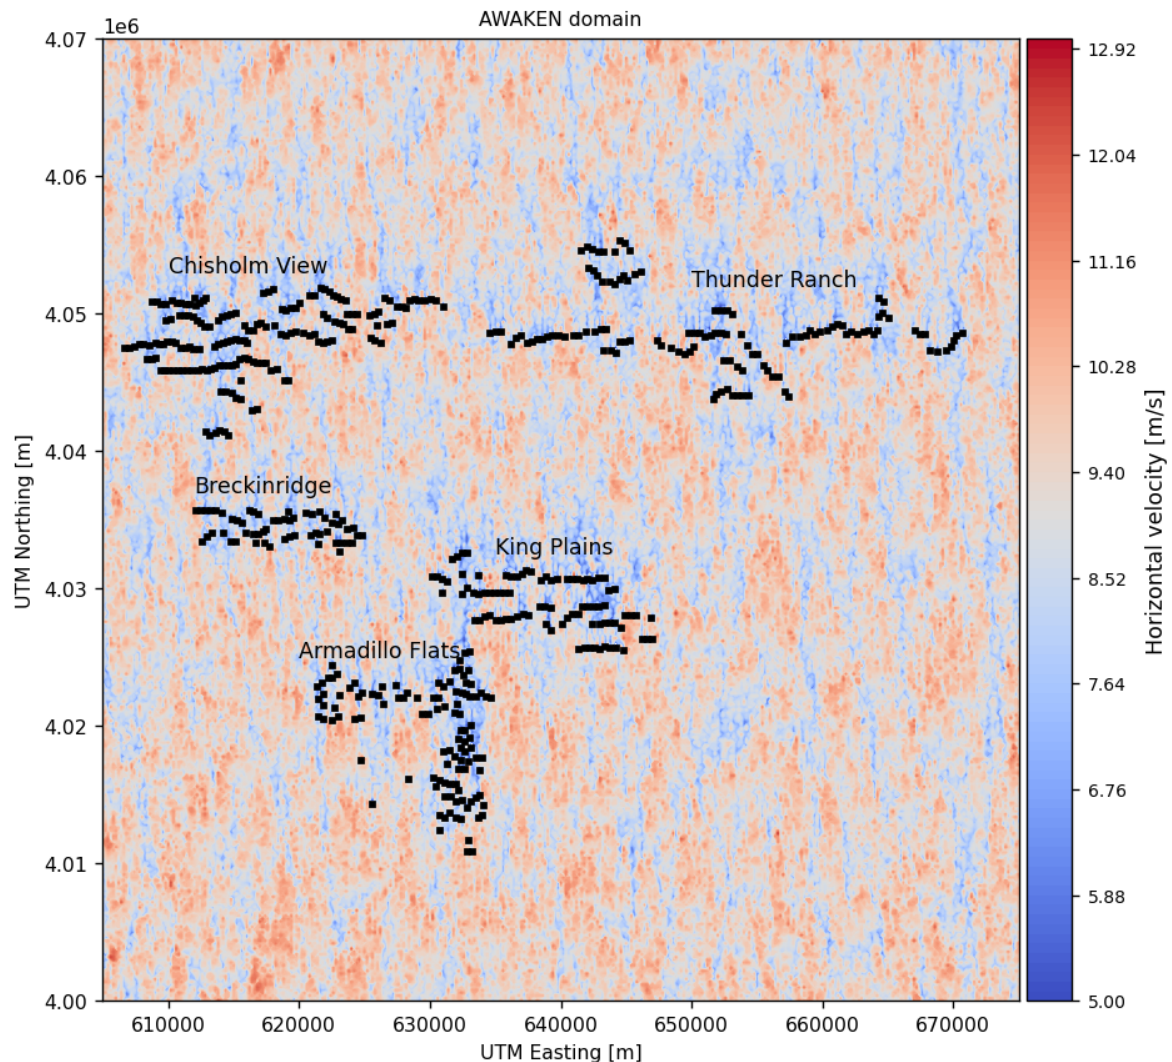 AWAKEN domain
1e6
4.07
4.06
4.05
4.04
4.03
4.02
4.01
4.00
UTM Northing [m]
Chisholm View
Thunder Ranch
Breckinridge
King Plains
Armadillo Flats
610000 620000 630000 640000 650000 660000 670000
UTM Easting [m]
12.92
12.04
11.16
10.28
9.40
8.52
7.64
6.76
5.88
5.00
Horizontal velocity [m/s]